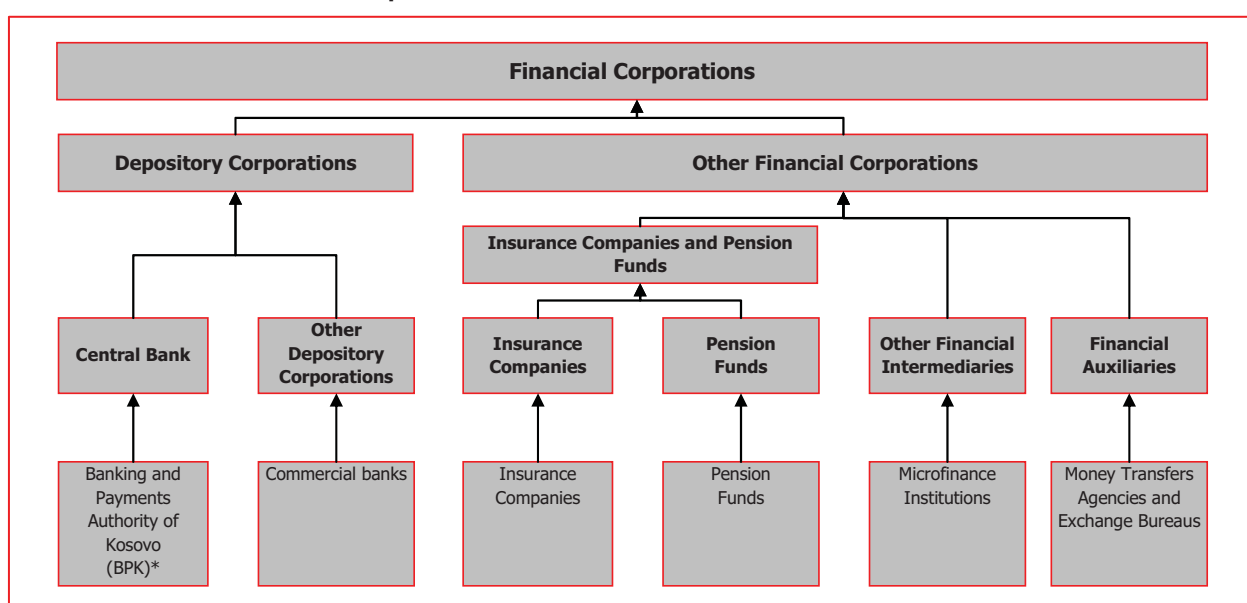 Financial Corporations
Depository Corporations
Other Financial Corporations
Insurance Companies and Pension
Funds
Central Bank
Other
Depository
Corporations
Insurance
Companies
Pension
Funds
Other Financial
Intermediaries
Financial
Auxiliaries
Banking and
Payments
Authority of
Kosovo
(BPK)*
Commercial banks
Insurance
Companies
Pension
Funds
Microfinance
Institutions
Money Transfers
Agencies and
Exchange Bureaus